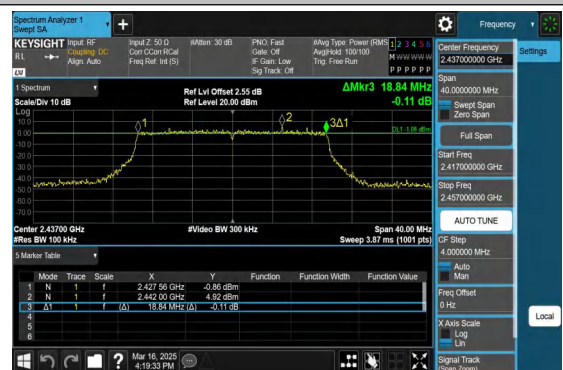 Spectrum Analyzer 1
Swept SA
Frequency
KEYSIGHT
R L
LXI
Input: RF
Coupling: DC
Align: Auto
Input Z: 50 Ω
Corr CCorr RCal
Freq Ref: Int (S)
#Atten: 30 dB
PNO: Fast
Gate: Off
IF Gain: Low
Sig Track: Off
#Avg Type: Power (RMS
Avg|Hold: 100/100
Trig: Free Run
1 2 3 4 5 6
M W W W W W
P P P P P P
1 Spectrum
Scale/Div 10 dB
Ref Lvl Offset 2.55 dB
Ref Level 20.00 dBm
ΔMkr3 18.84 MHz
-0.11 dB
Log
10.0
0.00
-10.0
-20.0
-30.0
-40.0
-50.0
-60.0
-70.0
1
2
3Δ1
DL1 -1.08 dBm
Center 2.43700 GHz
#Res BW 100 kHz
#Video BW 300 kHz
Span 40.00 MHz
Sweep 3.87 ms (1001 pts)
5 Marker Table
Mode Trace Scale X Y Function Function Width Function Value
1 N 1 f 2.427 56 GHz -0.86 dBm
2 N 1 f 2.442 00 GHz 4.92 dBm
3 Δ1 1 f (Δ) 18.84 MHz (Δ) -0.11 dB
4
5
6
Mar 16, 2025
4:19:33 PM
Center Frequency
2.437000000 GHz
Settings
Span
40.0000000 MHz
Swept Span
Zero Span
Full Span
Start Freq
2.417000000 GHz
Stop Freq
2.457000000 GHz
AUTO TUNE
CF Step
4.000000 MHz
Auto
Man
Freq Offset
0 Hz
X Axis Scale
Log
Lin
Local
Signal Track
(Span Zoom)